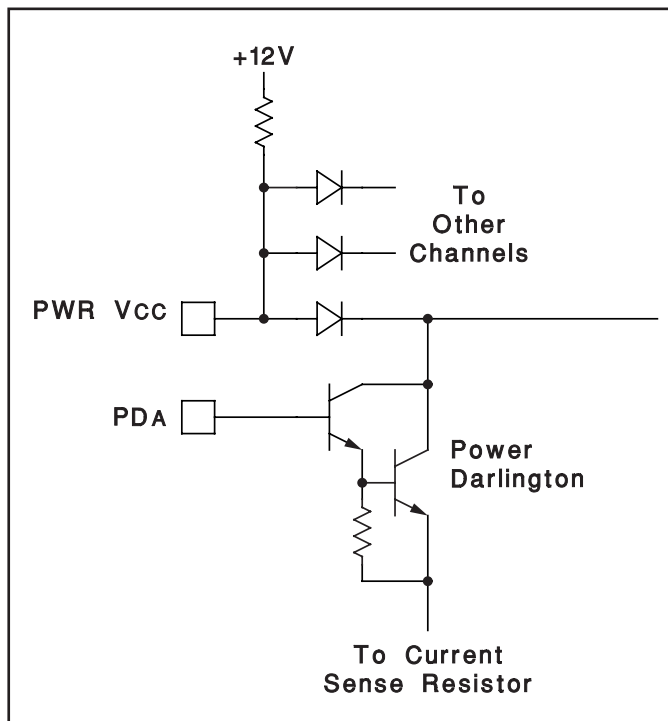 +12V
To
Other
Channels
PWR VCC
PDA
Power
Darlington
To Current
Sense Resistor